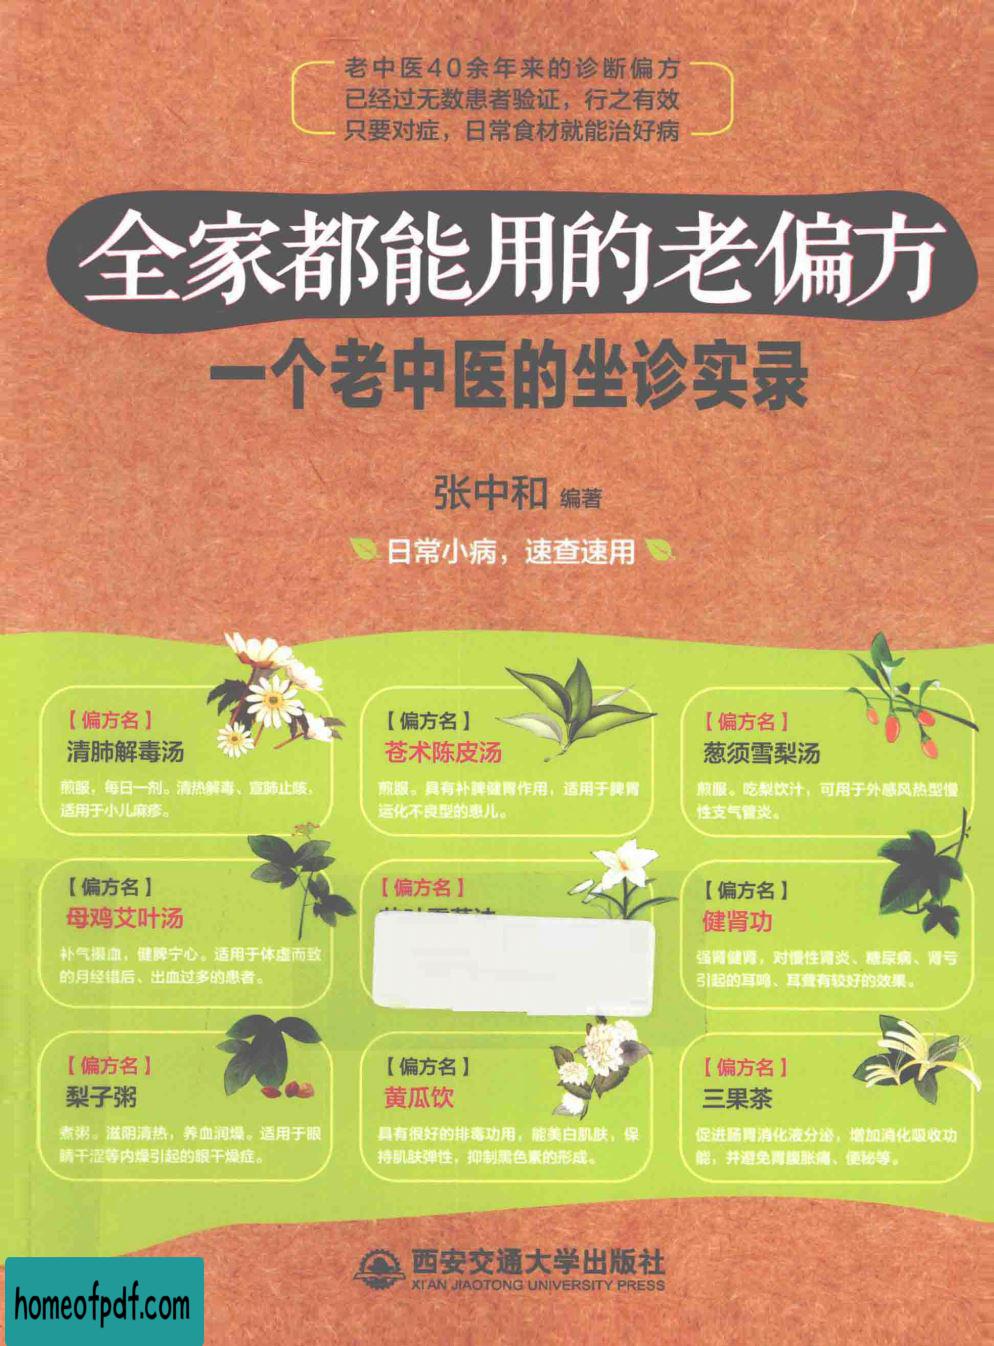 老中医40余年来的诊断偏方
已经过无数患者验证，行之有效
只要对症，日常食材就能治好病
全家都能用的老偏方
一个老中医的坐诊实录
张中和 编著
日常小病，速查速用
【偏方名】
清肺解毒汤
煎服，每日一剂。清热解毒、宣肺止咳，
适用于小儿麻疹。
【偏方名】
苍术陈皮汤
煎服。具有补脾健胃作用，适用于脾胃
运化不良型的患儿。
【偏方名】
葱须雪梨汤
煎服。吃梨饮汁，可用于外感风热型慢
性支气管炎。
【偏方名】
母鸡艾叶汤
补气摄血，健脾宁心。适用于体虚而致
的月经错后、出血过多的患者。
【偏方名】
【偏方名】
健肾功
强肾健胃，对慢性肾炎、糖尿病、肾亏
引起的耳鸣、耳聋有较好的效果。
【偏方名】
梨子粥
煮粥。滋阴清热，养血润燥。适用于眼
睛干涩等内燥引起的眼干燥症。
【偏方名】
黄瓜饮
具有很好的排毒功用，能美白肌肤，保
持肌肤弹性，抑制黑色素的形成。
【偏方名】
三果茶
促进肠胃消化液分泌，增加消化吸收功
能，并避免胃腹胀痛、便秘等。
西安交通大学出版社
XI'AN JIAOTONG UNIVERSITY PRESS
homeofpdf.com